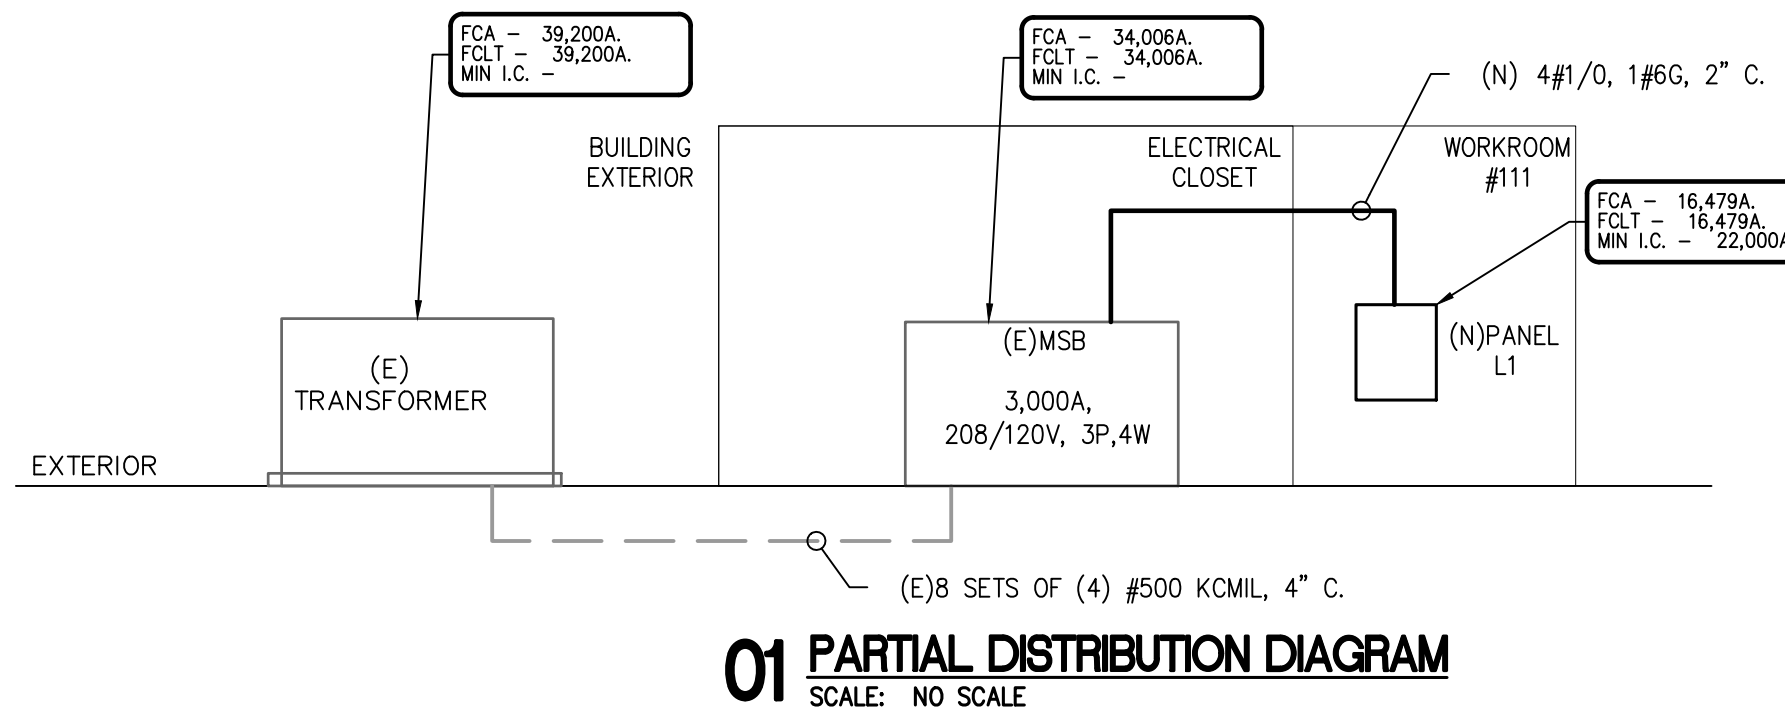 FCA - 39,200A.
FCLT - 39,200A.
MIN I.C. -
FCA - 34,006A.
FCLT - 34,006A.
MIN I.C. -
(N) 4#1/0, 1#6G, 2" C.
BUILDING
EXTERIOR
ELECTRICAL
CLOSET
WORKROOM
#111
FCA - 16,479A.
FCLT - 16,479A.
MIN I.C. - 22,000A
(E)
TRANSFORMER
(E)MSB
3,000A,
208/120V, 3P,4W
(N)PANEL
L1
EXTERIOR
(E)8 SETS OF (4) #500 KCMIL, 4" C.
01 PARTIAL DISTRIBUTION DIAGRAM
SCALE: NO SCALE